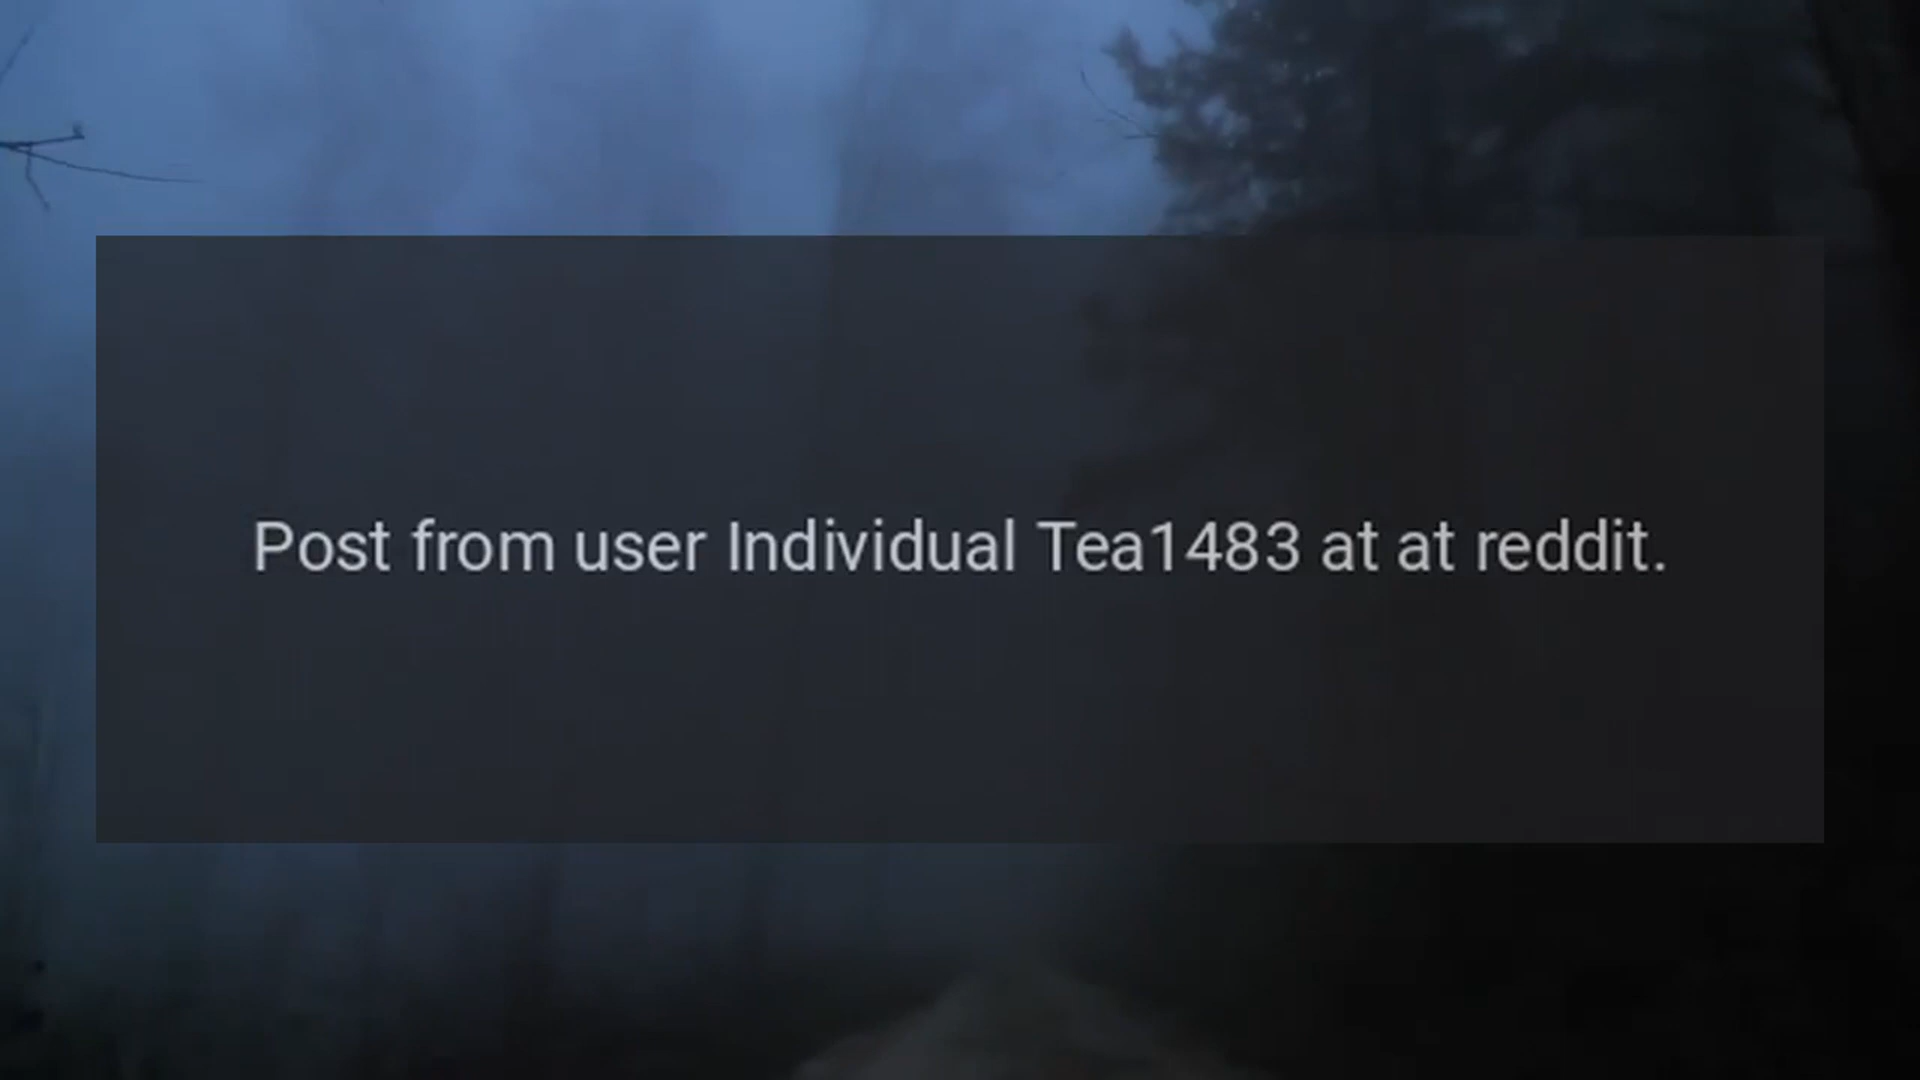 Post from user Individual Tea1483 at at reddit.